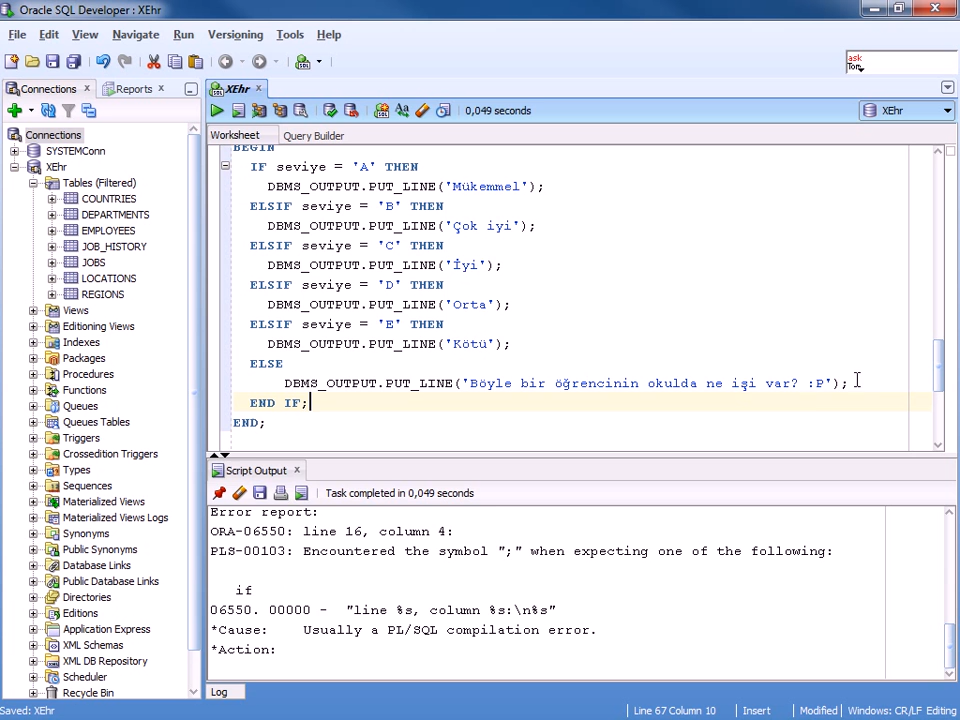 Oracle SQL Developer : XEhr
File Edit View Navigate Run Versioning Tools Help
ask
Tom
Connections Reports XEhr
0,049 seconds XEhr
Worksheet Query Builder
Connections
SYSTEMConn
XEhr
Tables (Filtered)
COUNTRIES
DEPARTMENTS
EMPLOYEES
JOB_HISTORY
JOBS
LOCATIONS
REGIONS
Views
Editioning Views
Indexes
Packages
Procedures
Functions
Queues
Queues Tables
Triggers
Crossedition Triggers
Types
Sequences
Materialized Views
Materialized Views Logs
Synonyms
Public Synonyms
Database Links
Public Database Links
Directories
Editions
Application Express
XML Schemas
XML DB Repository
Scheduler
Recycle Bin
BEGIN
IF seviye = 'A' THEN
DBMS_OUTPUT.PUT_LINE('Mükemmel');
ELSIF seviye = 'B' THEN
DBMS_OUTPUT.PUT_LINE('Çok iyi');
ELSIF seviye = 'C' THEN
DBMS_OUTPUT.PUT_LINE('İyi');
ELSIF seviye = 'D' THEN
DBMS_OUTPUT.PUT_LINE('Orta');
ELSIF seviye = 'E' THEN
DBMS_OUTPUT.PUT_LINE('Kötü');
ELSE
DBMS_OUTPUT.PUT_LINE('Böyle bir öğrencinin okulda ne işi var? :P');
END IF;
END;
Script Output
Task completed in 0,049 seconds
Error report:
ORA-06550: line 16, column 4:
PLS-00103: Encountered the symbol ";" when expecting one of the following:
if
06550. 00000 - "line %s, column %s:\n%s"
*Cause: Usually a PL/SQL compilation error.
*Action:
Log
Saved: XEhr
Line 67 Column 10 Insert Modified Windows: CR/LF Editing